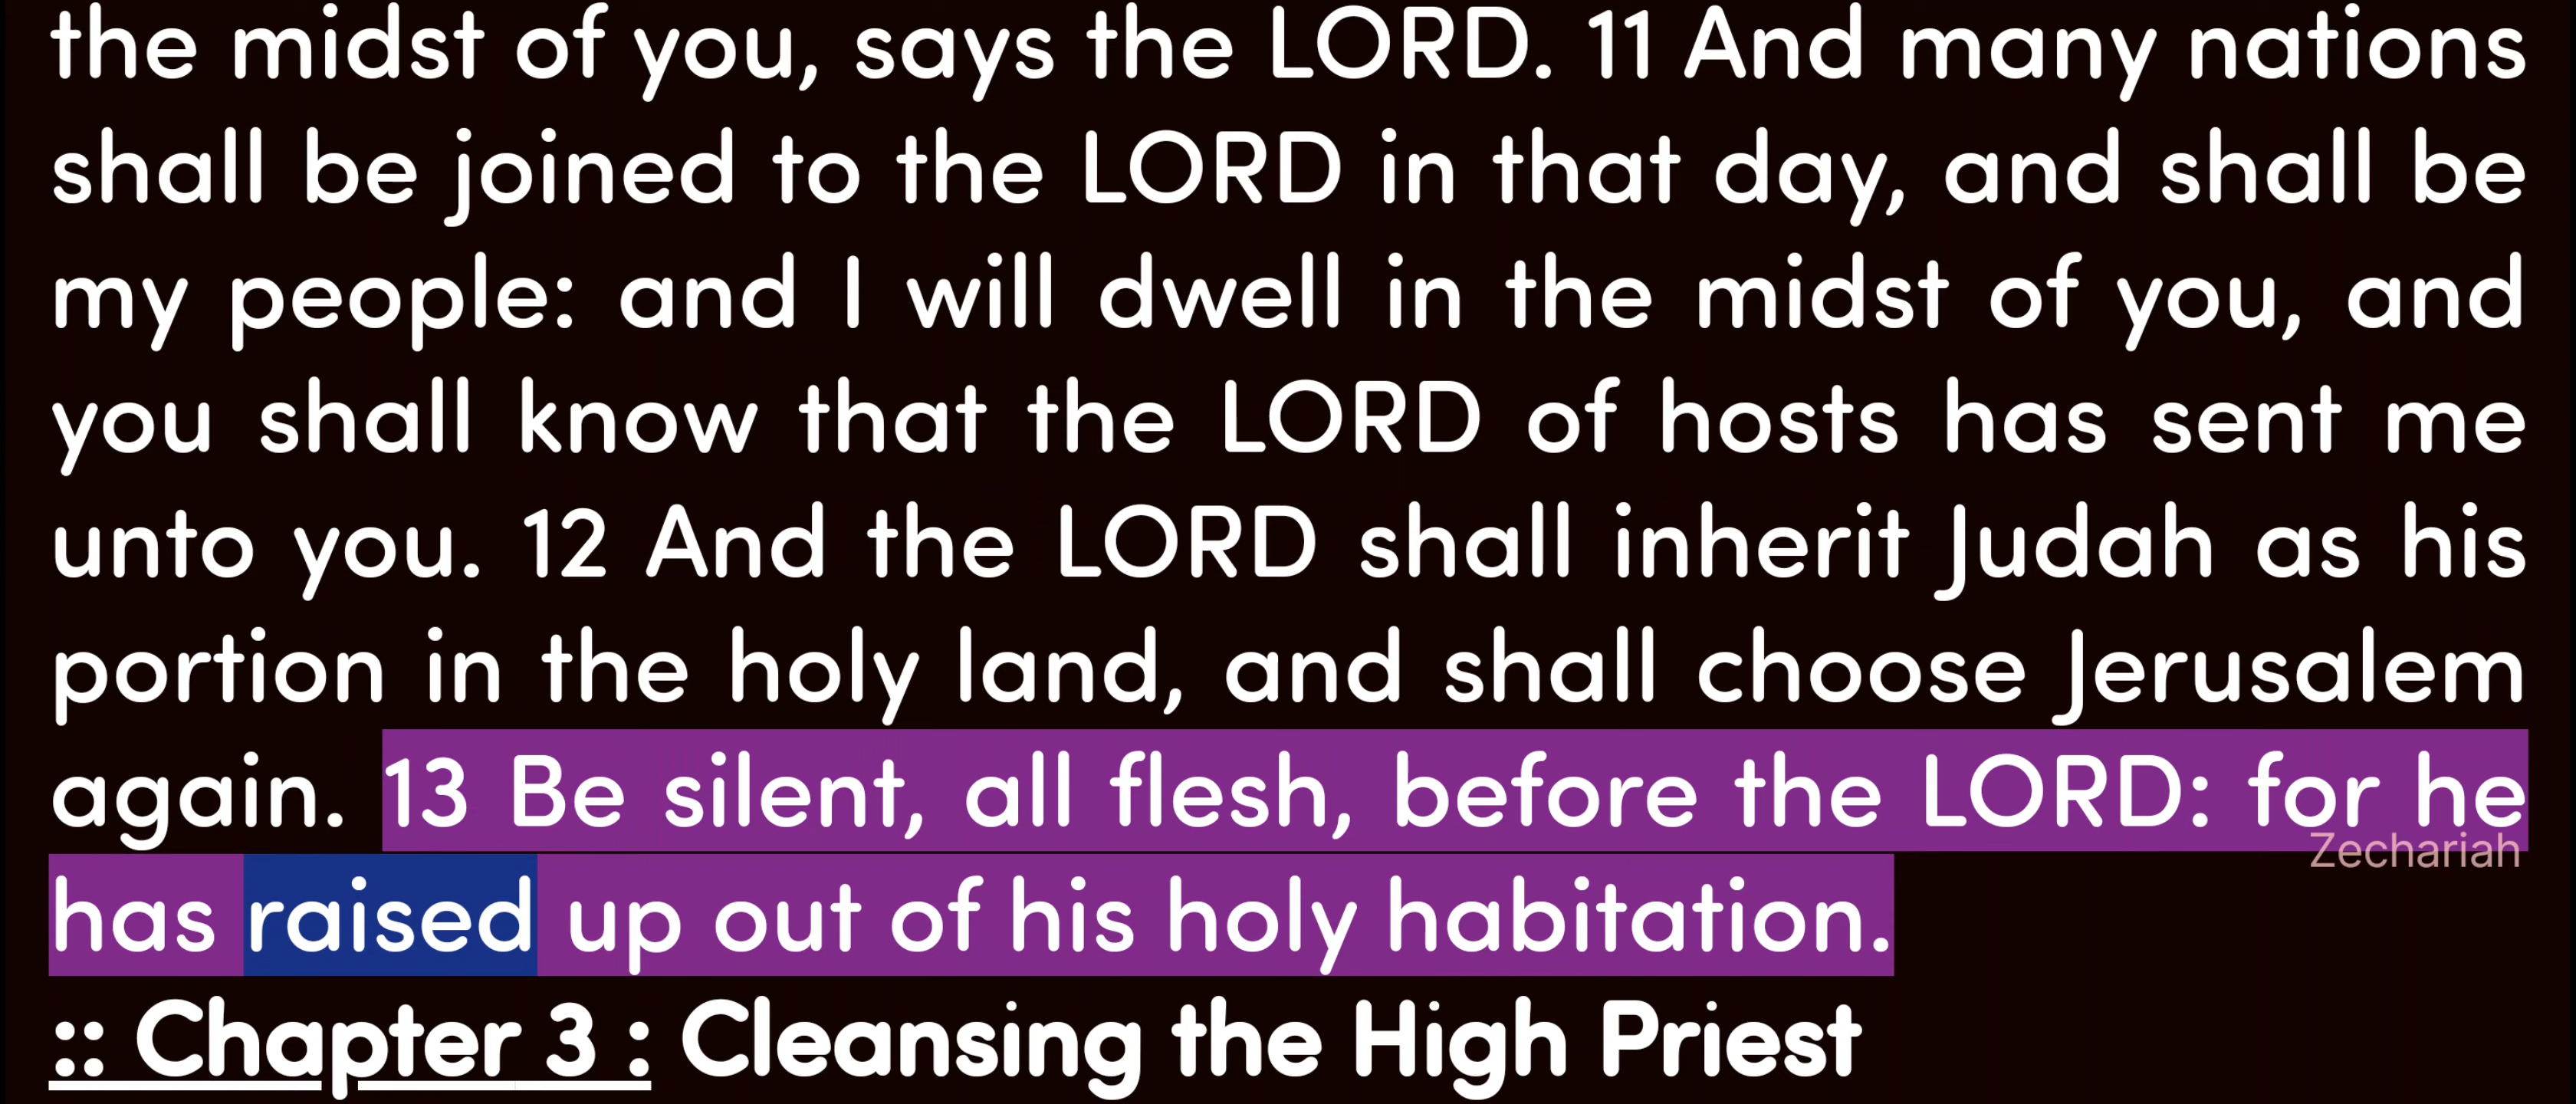 the midst of you, says the LORD. 11 And many nations
shall be joined to the LORD in that day, and shall be
my people: and I will dwell in the midst of you, and
you shall know that the LORD of hosts has sent me
unto you. 12 And the LORD shall inherit Judah as his
portion in the holy land, and shall choose Jerusalem
again. 13 Be silent, all flesh, before the LORD: for he
Zechariah
has raised up out of his holy habitation.
:: Chapter 3 : Cleansing the High Priest